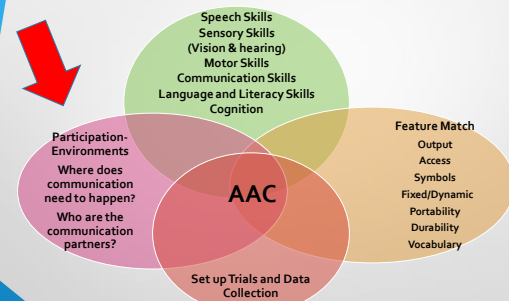 Speech Skills
Sensory Skills
(Vision & hearing)
Motor Skills
Communication Skills
Language and Literacy Skills
Cognition
Participation-
Environments
Where does
communication
need to happen?
Who are the
communication
partners?
AAC
Feature Match
Output
Access
Symbols
Fixed/Dynamic
Portability
Durability
Vocabulary
Set up Trials and Data
Collection